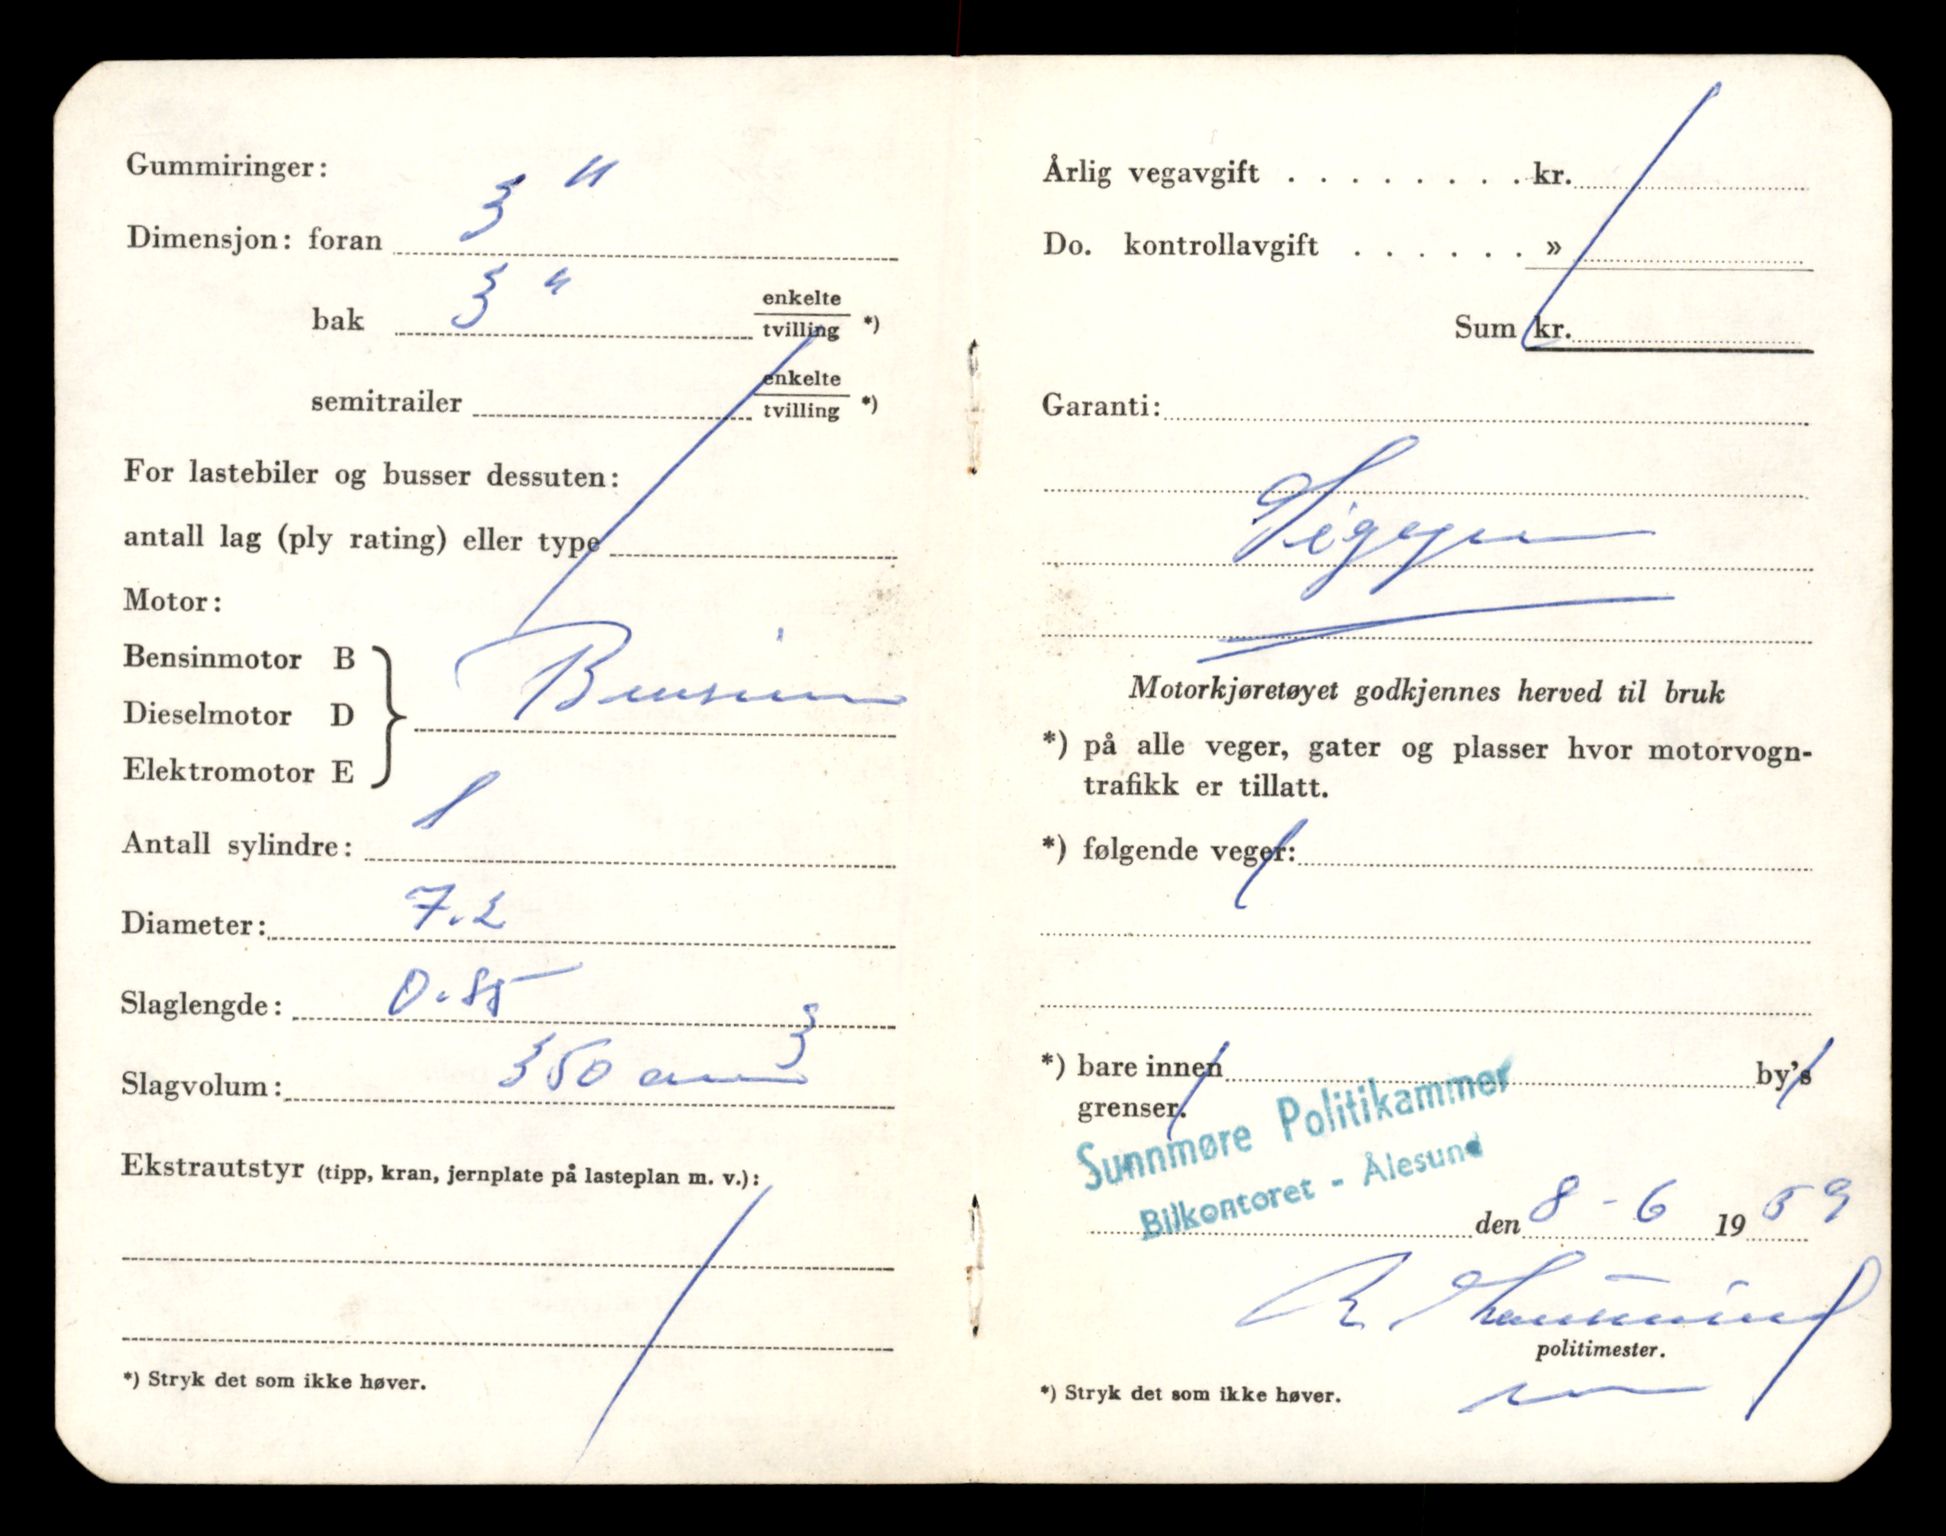 Gummiringer:
Dimensjon: foran 3"
bak 3" enkelte
tvilling *)
semitrailer enkelte
tvilling *)
For lastebiler og busser dessuten:
antall lag (ply rating) eller type
Motor:
Bensinmotor B
Dieselmotor D Bensin
Elektromotor E
Antall sylindre: 1
Diameter: 7.2
Slaglengde: 0.85
Slagvolum: 350 cm3
Ekstrautstyr (tipp, kran, jernplate på lasteplan m. v.):
*) Stryk det som ikke høver.
Årlig vegavgift . . . . . . . . kr.
Do. kontrollavgift . . . . . . »
Sum kr.
Garanti:
Motorkjøretøyet godkjennes herved til bruk
*) på alle veger, gater og plasser hvor motorvogn-
trafikk er tillatt.
*) følgende veger:
*) bare innen by's
grenser.
Sunnmøre Politikammer
Bilkontoret - Ålesund
den 8-6 1959
politimester.
*) Stryk det som ikke høver.